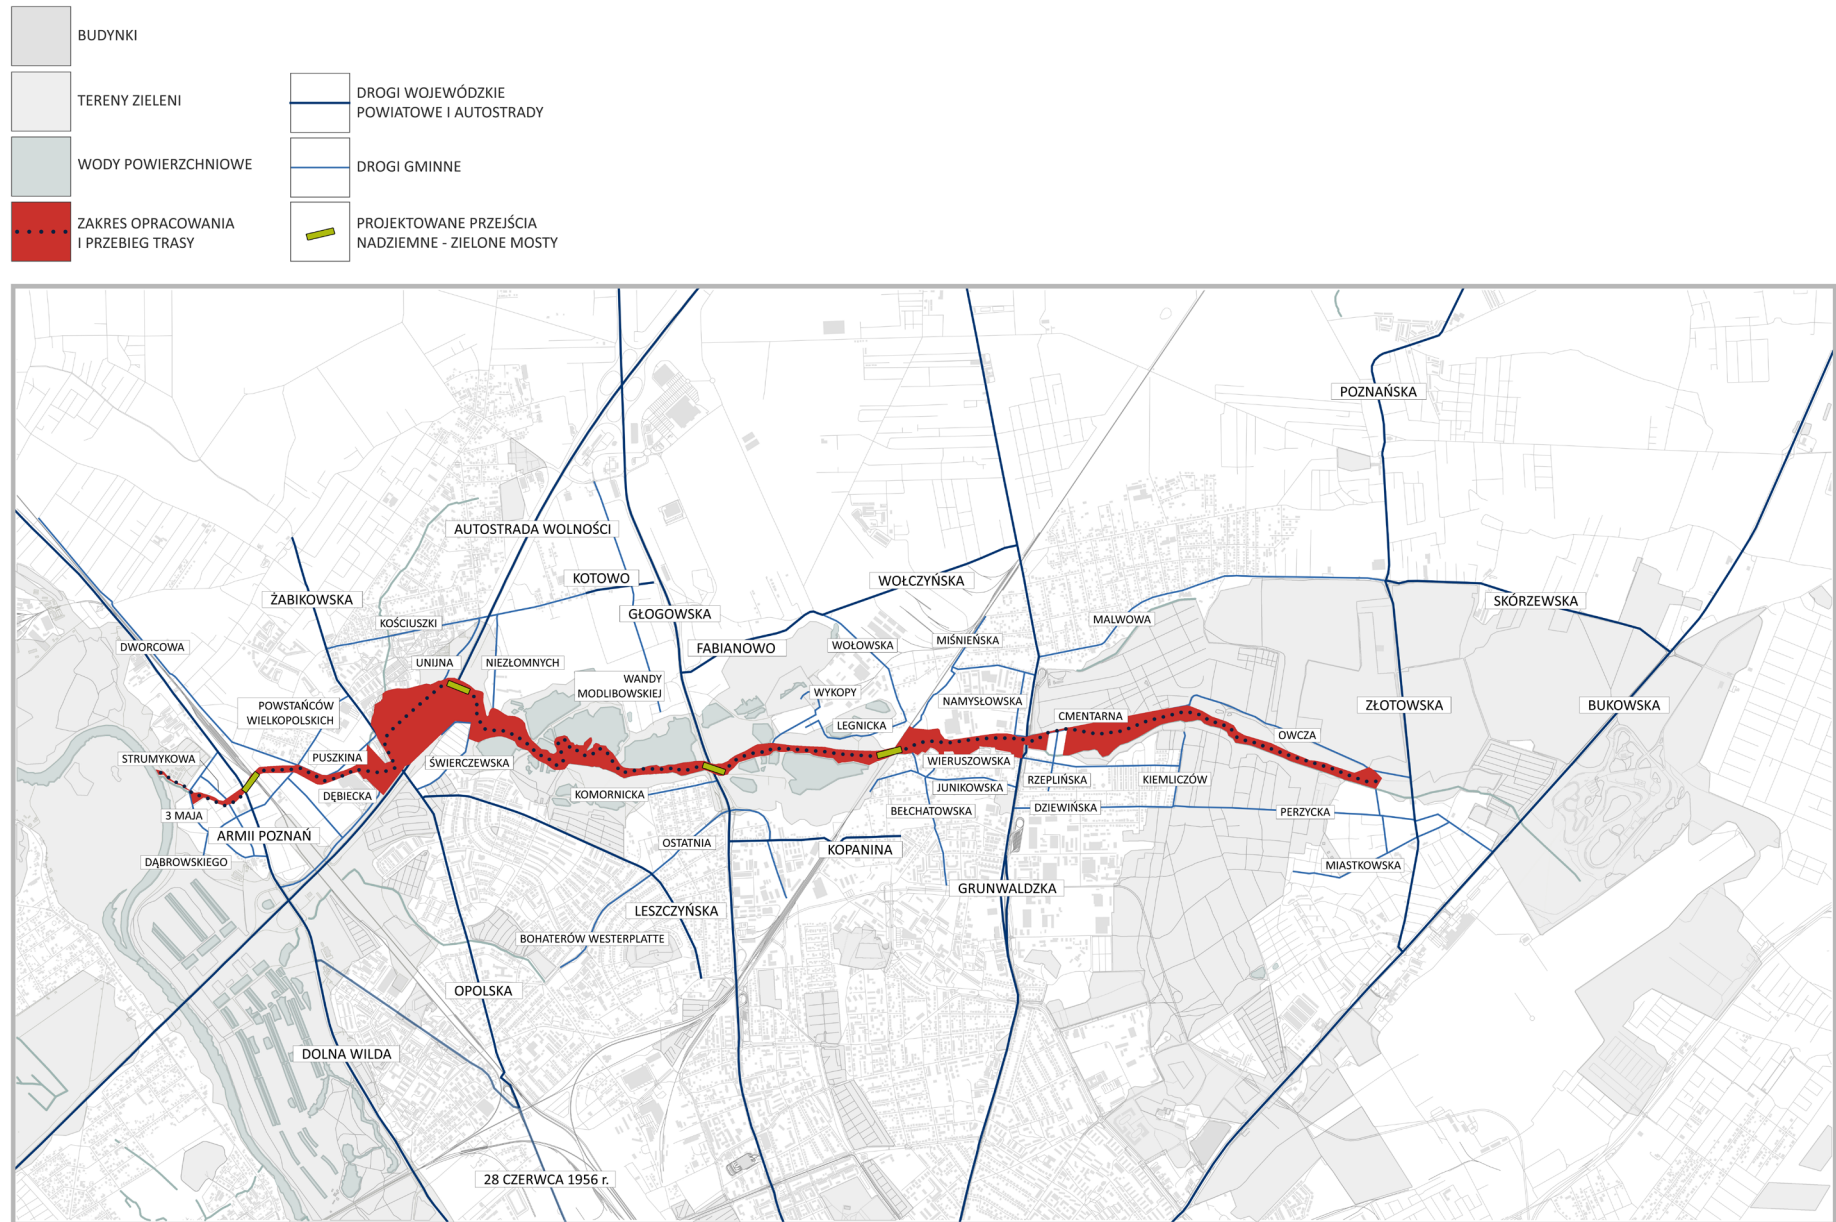 BUDYNKI
TERENY ZIELENI
WODY POWIERZCHNIOWE
ZAKRES OPRACOWANIA
I PRZEBIEG TRASY
DROGI WOJEWÓDZKIE
POWIATOWE I AUTOSTRADY
DROGI GMINNE
PROJEKTOWANE PRZEJŚCIA
NADZIEMNE - ZIELONE MOSTY
POZNAŃSKA
AUTOSTRADA WOLNOŚCI
KOTOWO
WOŁCZYŃSKA
ŻABIKOWSKA
SKÓRZEWSKA
GŁOGOWSKA
KOŚCIUSZKI
MALWOWA
DWORCOWA
FABIANOWO
WOŁOWSKA
MIŚNIEŃSKA
UNIJNA
NIEZŁOMNYCH
WANDY
MODLIBOWSKIEJ
WYKOPY
NAMYSŁOWSKA
POWSTAŃCÓW
WIELKOPOLSKICH
ZŁOTOWSKA
BUKOWSKA
CMENTARNA
LEGNICKA
OWCZA
STRUMYKOWA
PUSZKINA
ŚWIERCZEWSKA
WIERUSZOWSKA
RZEPLIŃSKA
KIEMLICZÓW
DĘBIECKA
KOMORNICKA
JUNIKOWSKA
3 MAJA
BEŁCHATOWSKA
DZIEWIŃSKA
PERZYCKA
ARMII POZNAŃ
OSTATNIA
KOPANINA
DĄBROWSKIEGO
MIASTKOWSKA
GRUNWALDZKA
LESZCZYŃSKA
BOHATERÓW WESTERPLATTE
OPOLSKA
DOLNA WILDA
28 CZERWCA 1956 r.